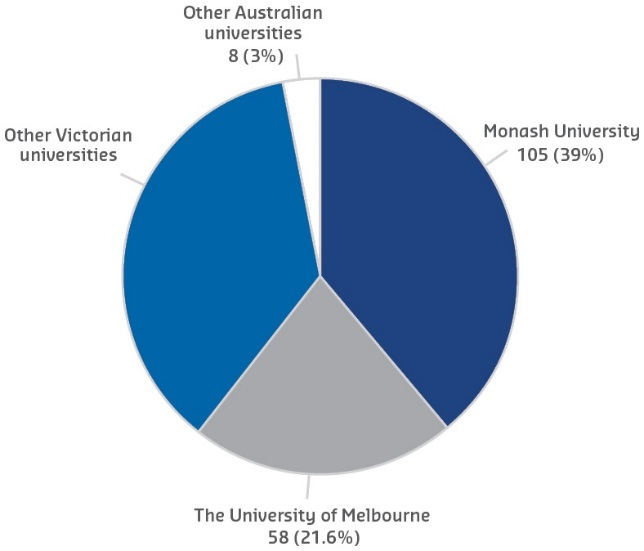 Other Australian
universities
8 (3%)
Monash University
105 (39%)
Other Victorian
universities
The University of Melbourne
58 (21.6%)